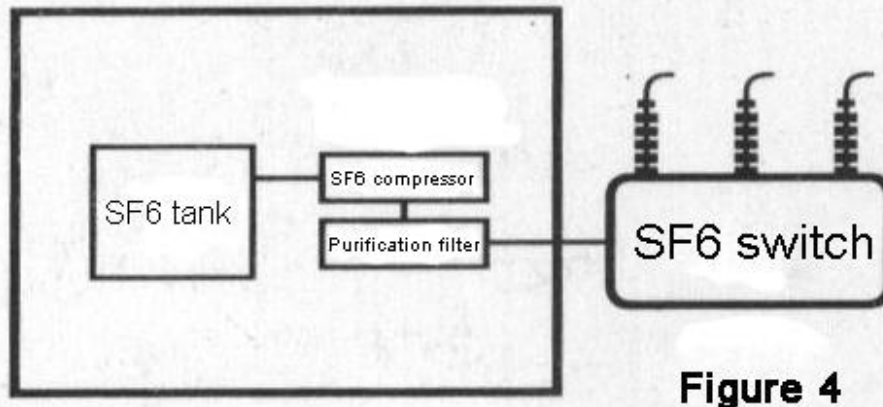 SF6 tank
SF6 compressor
Purification filter
SF6 switch
Figure 4